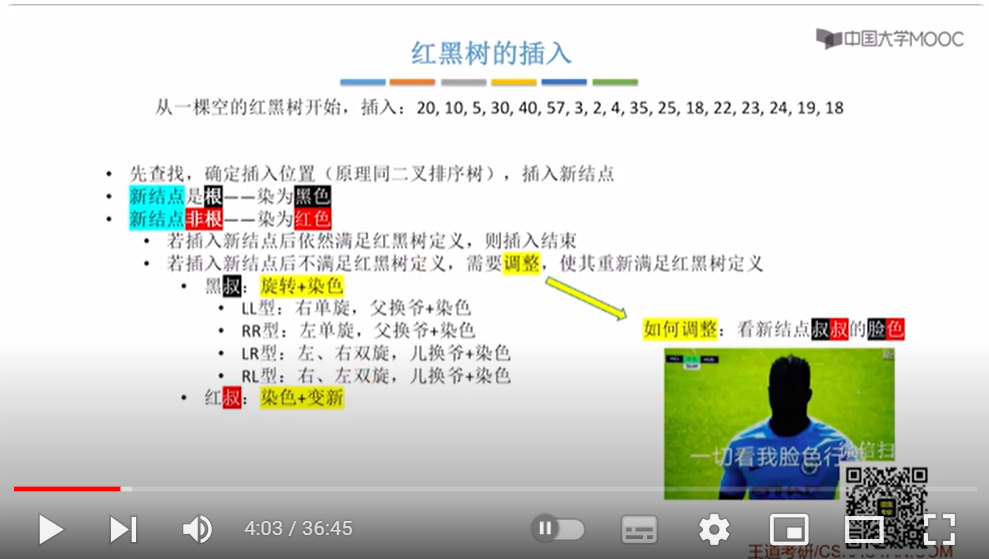 中国大学MOOC
红黑树的插入
从一棵空的红黑树开始，插入：20, 10, 5, 30, 40, 57, 3, 2, 4, 35, 25, 18, 22, 23, 24, 19, 18
• 先查找，确定插入位置（原理同二叉排序树），插入新结点
• 新结点是根——染为黑色
• 新结点非根——染为红色
• 若插入新结点后依然满足红黑树定义，则插入结束
• 若插入新结点后不满足红黑树定义，需要调整，使其重新满足红黑树定义
• 黑叔：旋转+染色
• LL型：右单旋，父换爷+染色
• RR型：左单旋，父换爷+染色
• LR型：左、右双旋，儿换爷+染色
• RL型：右、左双旋，儿换爷+染色
• 红叔：染色+变新
如何调整：看新结点叔叔的脸色
一切看我脸色行
微信扫
4:03 / 36:45